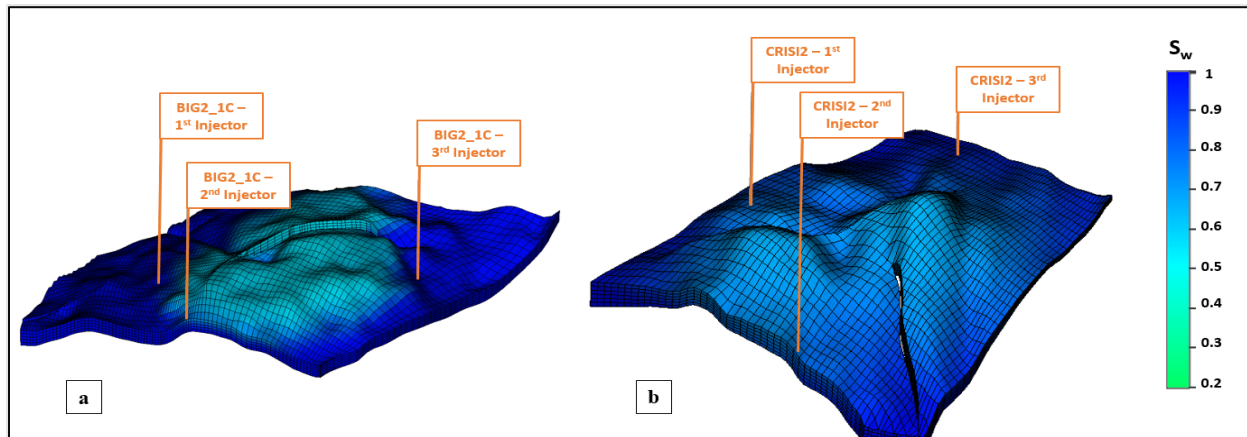 BIG2_1C –
1st Injector
BIG2_1C –
2nd Injector
BIG2_1C –
3rd Injector
a
CRISI2 – 1st
Injector
CRISI2 – 2nd
Injector
CRISI2 – 3rd
Injector
b
Sw
1
0.9
0.8
0.7
0.6
0.5
0.4
0.3
0.2